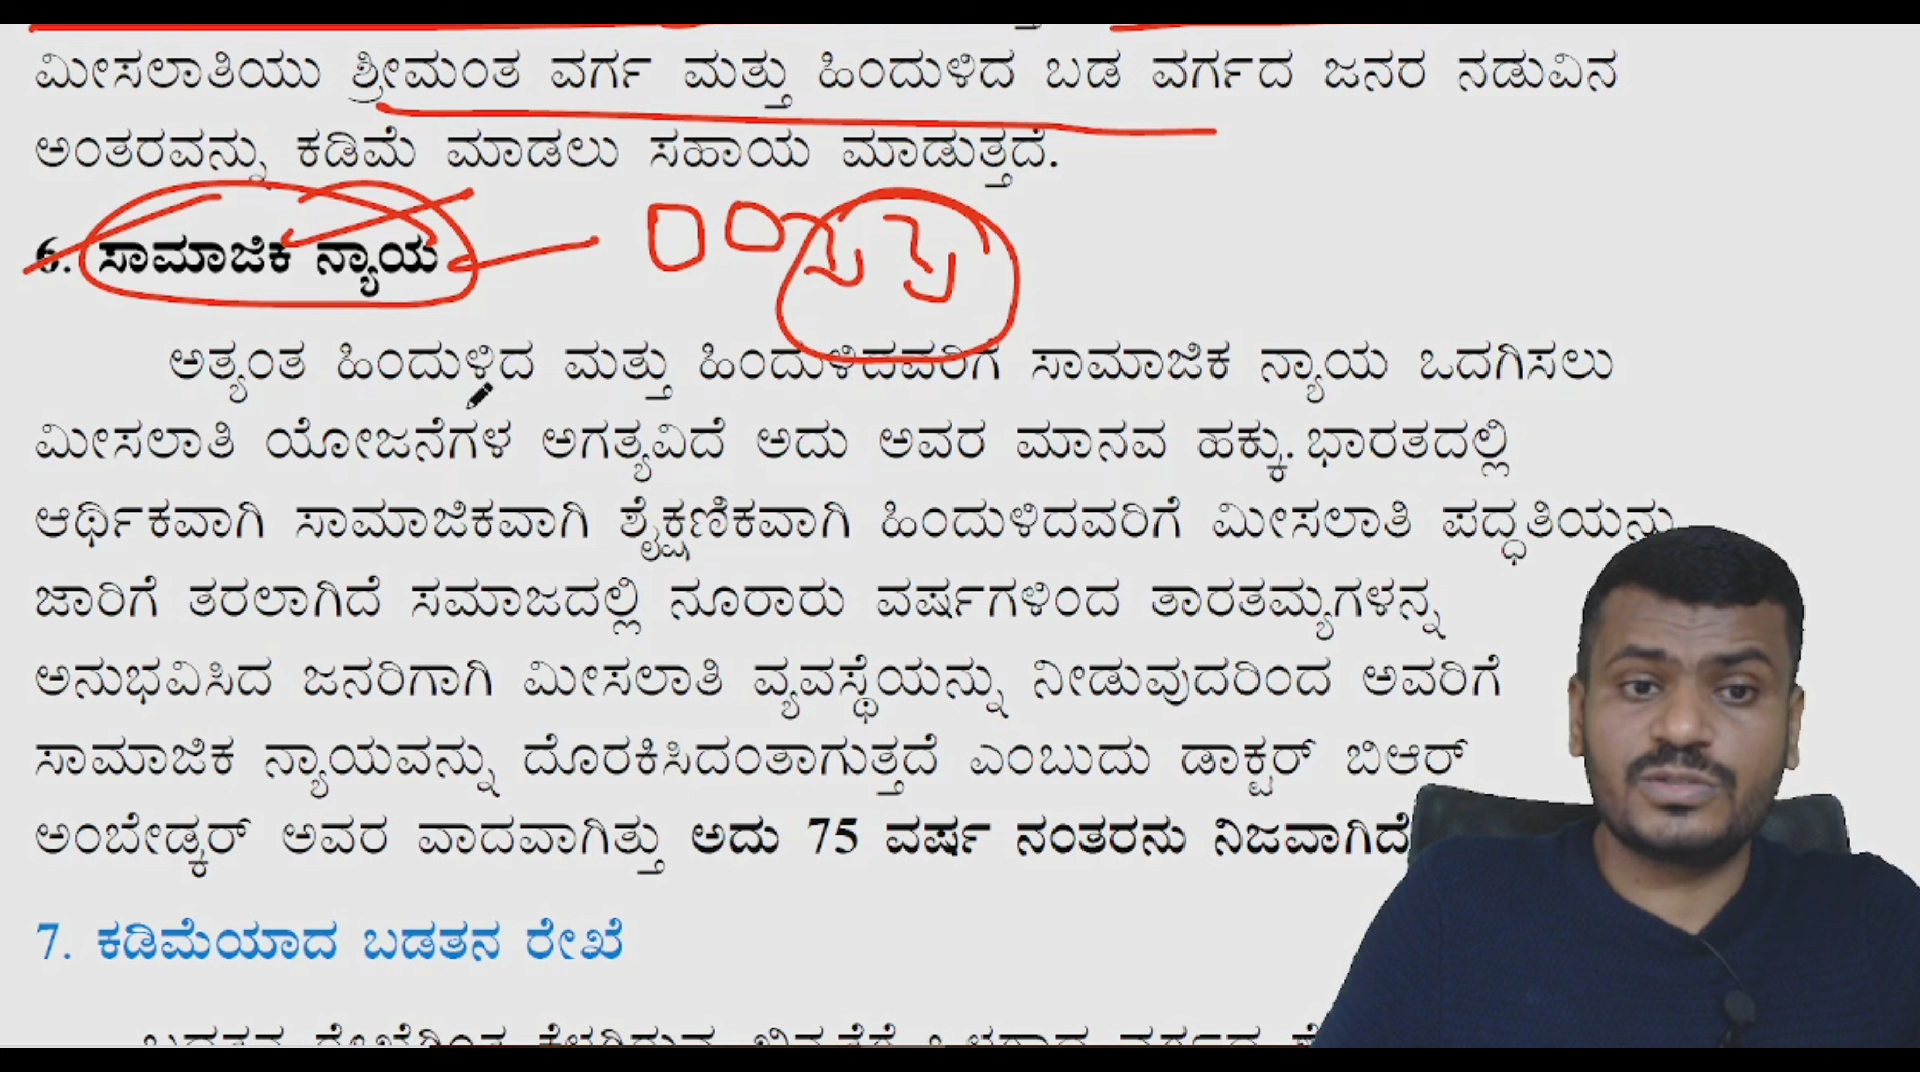 ಮೀಸಲಾತಿಯು ಶ್ರೀಮಂತ ವರ್ಗ ಮತ್ತು ಹಿಂದುಳಿದ ಬಡ ವರ್ಗದ ಜನರ ನಡುವಿನ
ಅಂತರವನ್ನು ಕಡಿಮೆ ಮಾಡಲು ಸಹಾಯ ಮಾಡುತ್ತದೆ.
6. ಸಾಮಾಜಿಕ ನ್ಯಾಯ
ಅತ್ಯಂತ ಹಿಂದುಳಿದ ಮತ್ತು ಹಿಂದುಳಿದವರಿಗೆ ಸಾಮಾಜಿಕ ನ್ಯಾಯ ಒದಗಿಸಲು
ಮೀಸಲಾತಿ ಯೋಜನೆಗಳ ಅಗತ್ಯವಿದೆ ಅದು ಅವರ ಮಾನವ ಹಕ್ಕು. ಭಾರತದಲ್ಲಿ
ಆರ್ಥಿಕವಾಗಿ ಸಾಮಾಜಿಕವಾಗಿ ಶೈಕ್ಷಣಿಕವಾಗಿ ಹಿಂದುಳಿದವರಿಗೆ ಮೀಸಲಾತಿ ಪದ್ಧತಿಯನ್ನು
ಜಾರಿಗೆ ತರಲಾಗಿದೆ ಸಮಾಜದಲ್ಲಿ ನೂರಾರು ವರ್ಷಗಳಿಂದ ತಾರತಮ್ಯಗಳನ್ನ
ಅನುಭವಿಸಿದ ಜನರಿಗಾಗಿ ಮೀಸಲಾತಿ ವ್ಯವಸ್ಥೆಯನ್ನು ನೀಡುವುದರಿಂದ ಅವರಿಗೆ
ಸಾಮಾಜಿಕ ನ್ಯಾಯವನ್ನು ದೊರಕಿಸಿದಂತಾಗುತ್ತದೆ ಎಂಬುದು ಡಾಕ್ಟರ್ ಬಿಆರ್
ಅಂಬೇಡ್ಕರ್ ಅವರ ವಾದವಾಗಿತ್ತು ಅದು 75 ವರ್ಷ ನಂತರನು ನಿಜವಾಗಿದೆ
7. ಕಡಿಮೆಯಾದ ಬಡತನ ರೇಖೆ